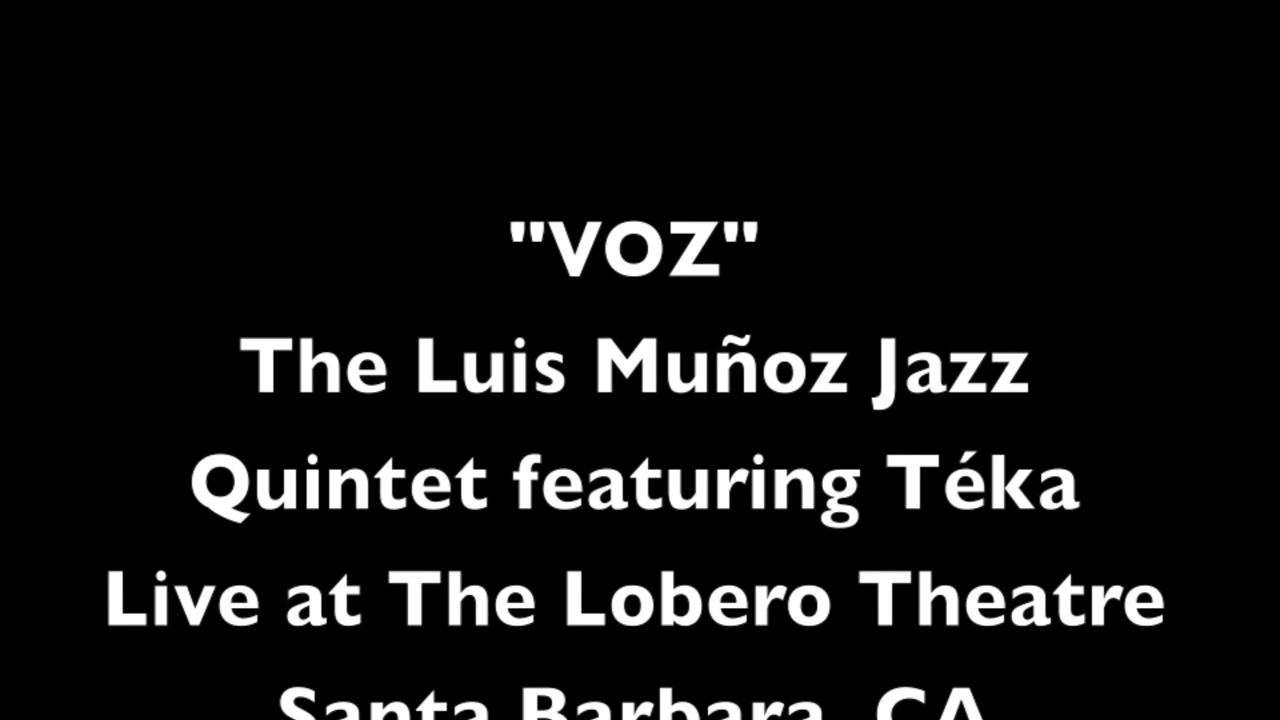 "VOZ"
The Luis Muñoz Jazz
Quintet featuring Téka
Live at The Lobero Theatre
Santa Barbara, CA